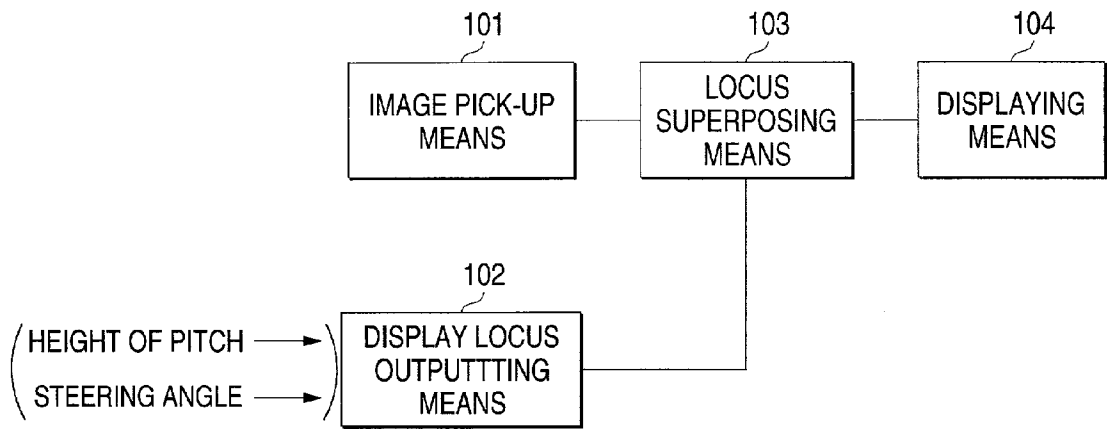 101
103
104
IMAGE PICK-UP
MEANS
LOCUS
SUPERPOSING
MEANS
DISPLAYING
MEANS
102
HEIGHT OF PITCH
STEERING ANGLE
DISPLAY LOCUS
OUTPUTTTING
MEANS